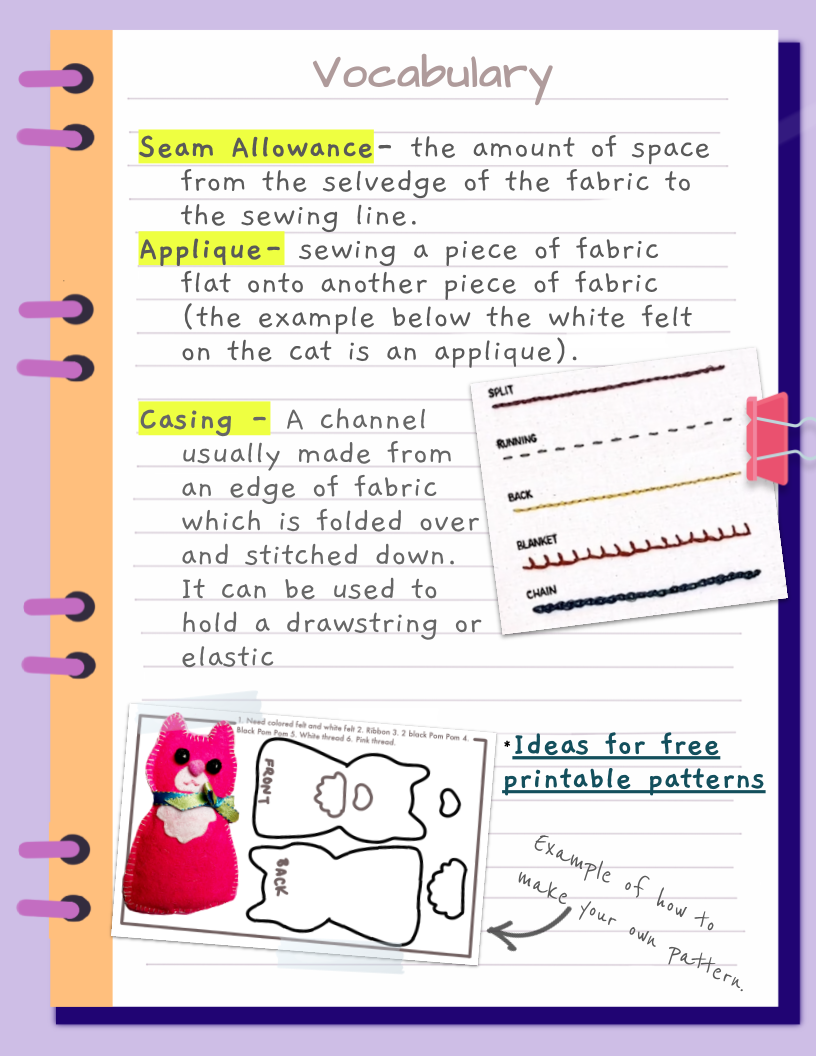 Vocabulary
Seam Allowance- the amount of space
from the selvedge of the fabric to
the sewing line.
Applique- sewing a piece of fabric
flat onto another piece of fabric
(the example below the white felt
on the cat is an applique).
Casing - A channel
usually made from
an edge of fabric
which is folded over
and stitched down.
It can be used to
hold a drawstring or
elastic
SPLIT
RUNNING
BACK
BLANKET
CHAIN
1. Need colored felt and white felt 2. Ribbon 3. 2 black Pom Pom 4.
Black Pom Pom 5. White thread 6. Pink thread.
FRONT
BACK
*Ideas for free
printable patterns
Example of how to
make your own pattern.